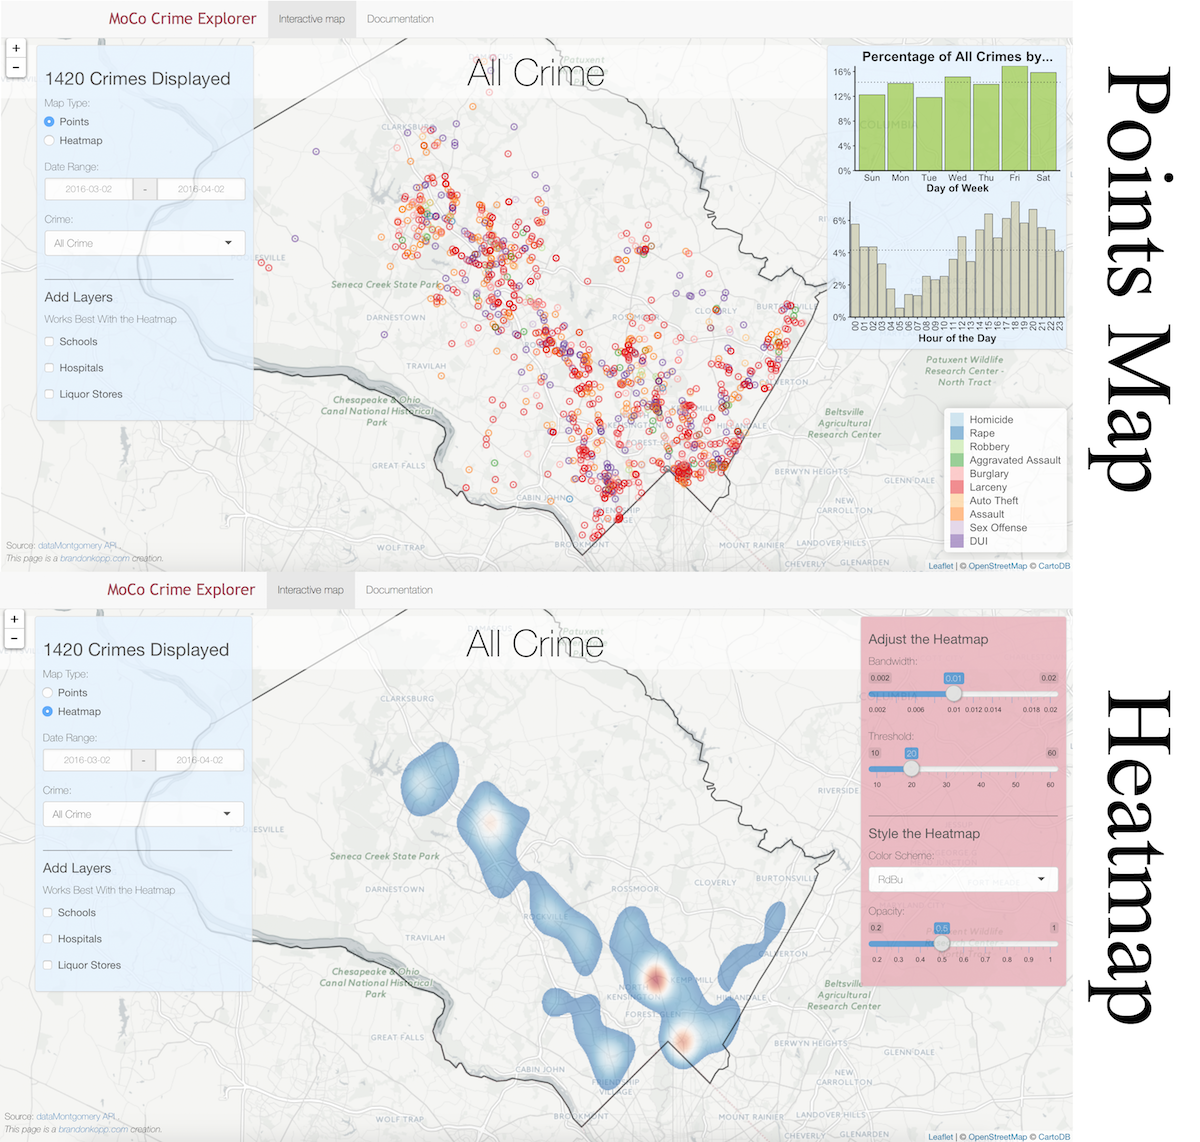 MoCo Crime Explorer
Interactive map
Documentation
+
-
1420 Crimes Displayed
Map Type:
Points
Heatmap
Date Range:
2016-03-02 - 2016-04-02
Crime:
All Crime
Add Layers
Works Best With the Heatmap
Schools
Hospitals
Liquor Stores
Source: dataMontgomery API.
This page is a brandonkopp.com creation.
All Crime
Patuxent
CLARKSBURG
ESVILLE
Seneca Creek State Park
DARNESTOWN
TRAVILAH
Chesapeake & Ohio
Canal National Historical
Park
GREAT FALLS
CABIN JOHN
WOLF TRAP
BROOKMONT
CLOVERLY
MOUNT RAINIER
CHEVERLY
LANDOVER HILLS
GLENARDEN
NEW
CARROLLTON
GLENN DALE
BERWYN HEIGHTS
Beltsville
Agricultural
Research Center
Patuxent Wildlife
Research Center -
North Tract
COLUMBIA
Percentage of All Crimes by...
16%
12%
8%
4%
0%
Sun Mon Tue Wed Thu Fri Sat
Day of Week
6%
4%
2%
0%
00 01 02 03 04 05 06 07 08 09 10 11 12 13 14 15 16 17 18 19 20 21 22 23
Hour of the Day
Homicide
Rape
Robbery
Aggravated Assault
Burglary
Larceny
Auto Theft
Assault
Sex Offense
DUI
Leaflet | © OpenStreetMap © CartoDB
Points Map
MoCo Crime Explorer
Interactive map
Documentation
+
-
1420 Crimes Displayed
Map Type:
Points
Heatmap
Date Range:
2016-03-02 - 2016-04-02
Crime:
All Crime
Add Layers
Works Best With the Heatmap
Schools
Hospitals
Liquor Stores
Source: dataMontgomery API.
This page is a brandonkopp.com creation.
All Crime
Patuxent
CLARKSBURG
ESVILLE
Seneca Creek State Park
DARNESTOWN
ROCKVILLE
ROSSMOOR
CLOVERLY
BURTONSVILLE
RIVERSIDE
TRAVILAH
Chesapeake & Ohio
Canal National Historical
Park
KENSINGTON
FOREST GLEN
GREAT FALLS
CABIN JOHN
FRIENDSHIP
VILLAGE
WOLF TRAP
BROOKMONT
Beltsville
Agricultural
Research Center
BERWYN HEIGHTS
GLENN DALE
NEW
CARROLLTON
MOUNT RAINIER
LANDOVER HILLS
CHEVERLY
GLENARDEN
Adjust the Heatmap
Bandwidth:
0.002 0.01 0.02
0.002 0.006 0.01 0.012 0.014 0.018 0.02
Threshold:
10 20 60
10 20 30 40 50 60
Style the Heatmap
Color Scheme:
RdBu
Opacity:
0.2 0.5 1
0.2 0.3 0.4 0.5 0.6 0.7 0.8 0.9 1
Leaflet | © OpenStreetMap © CartoDB
Heatmap